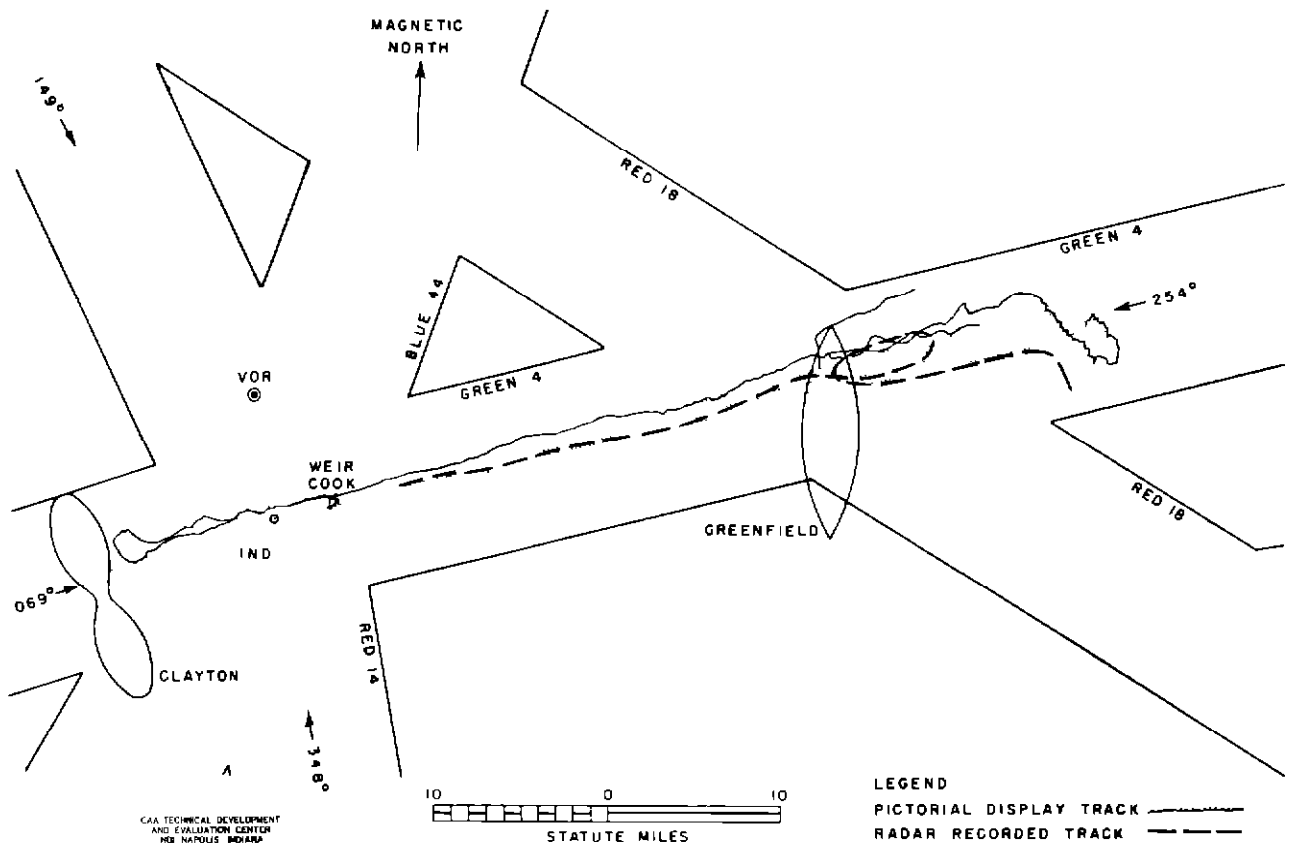 MAGNETIC
NORTH
149°
RED 18
GREEN 4
254°
BLUE 44
GREEN 4
VOR
WEIR
COOK
IND
GREENFIELD
RED 18
069°
CLAYTON
RED 14
348°
10 0 10
STATUTE MILES
LEGEND
PICTORIAL DISPLAY TRACK
RADAR RECORDED TRACK
CAA TECHNICAL DEVELOPMENT
AND EVALUATION CENTER
INDIANA